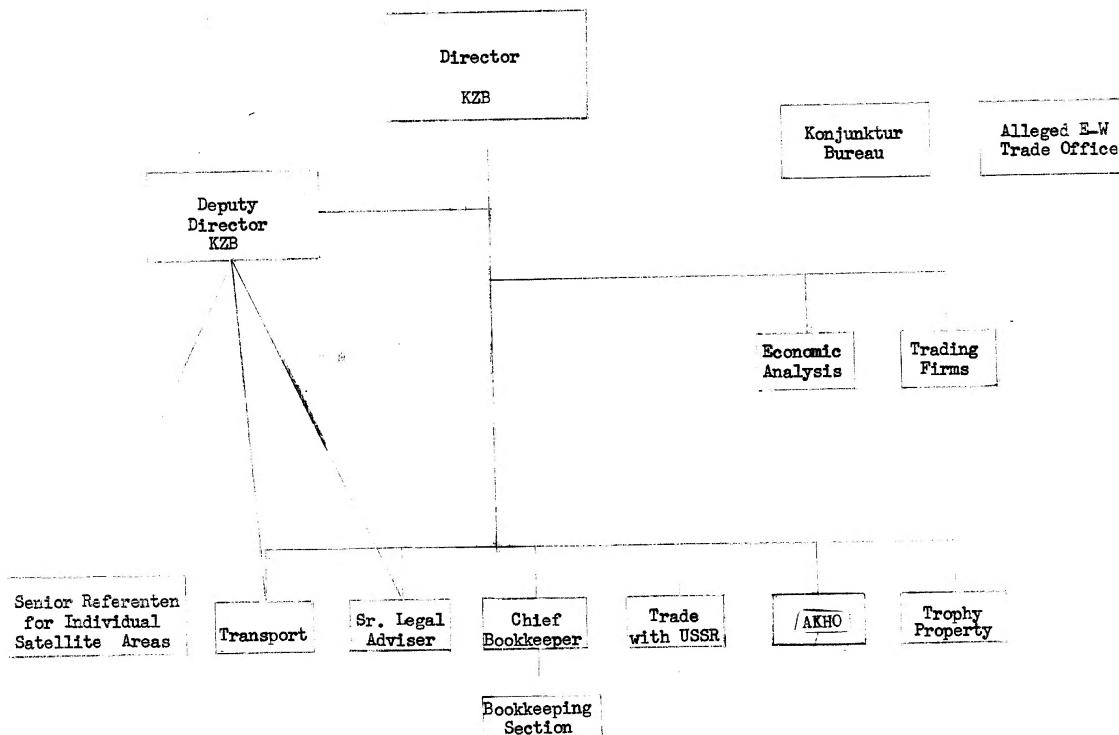 Director
KZB
Konjunktur
Bureau
Alleged E-W
Trade Office
Deputy
Director
KZB
Economic
Analysis
Trading
Firms
Senior Referenten
for Individual
Satellite Areas
Transport
Sr. Legal
Adviser
Chief
Bookkeeper
Trade
with USSR
/AKHO
Trophy
Property
Bookkeeping
Section